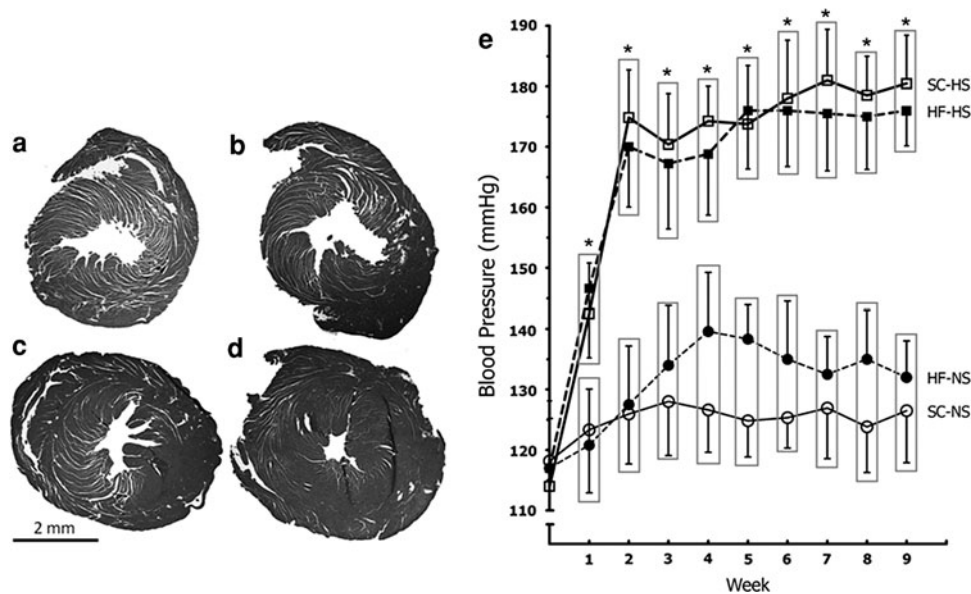 a
b
c
d
2 mm
e
Blood Pressure (mmHg)
190
180
170
160
150
140
130
120
110
* * * * * * * * *
SC-HS
HF-HS
HF-NS
SC-NS
1 2 3 4 5 6 7 8 9
Week